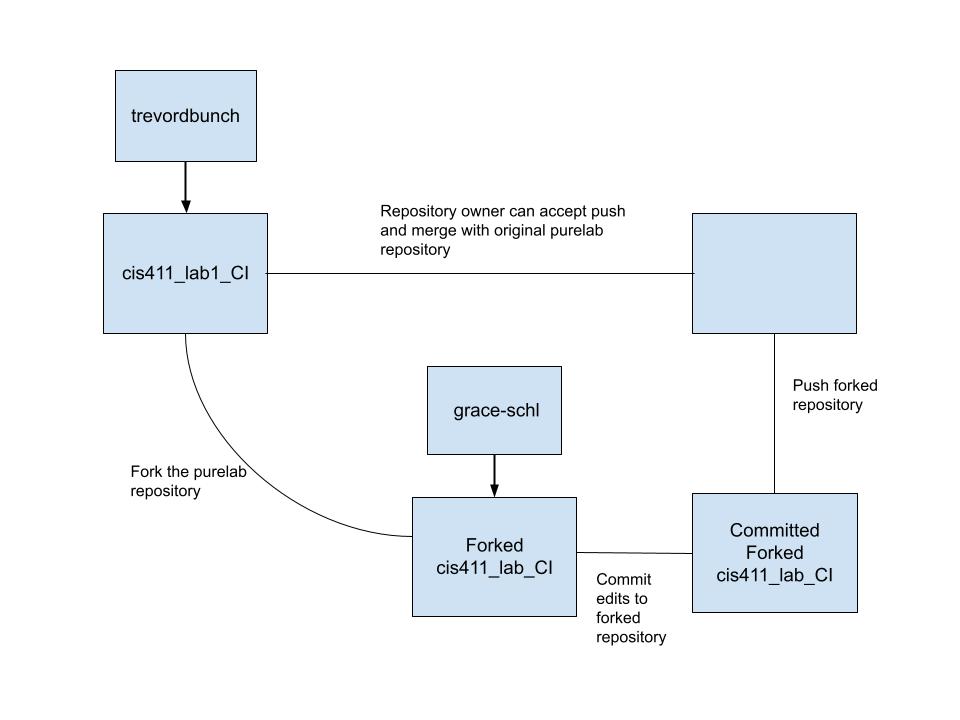 trevordbunch
Repository owner can accept push
and merge with original purelab
repository
cis411_lab1_CI
Push forked
repository
grace-schl
Fork the purelab
repository
Forked
cis411_lab_CI
Committed
Forked
cis411_lab_CI
Commit
edits to
forked
repository